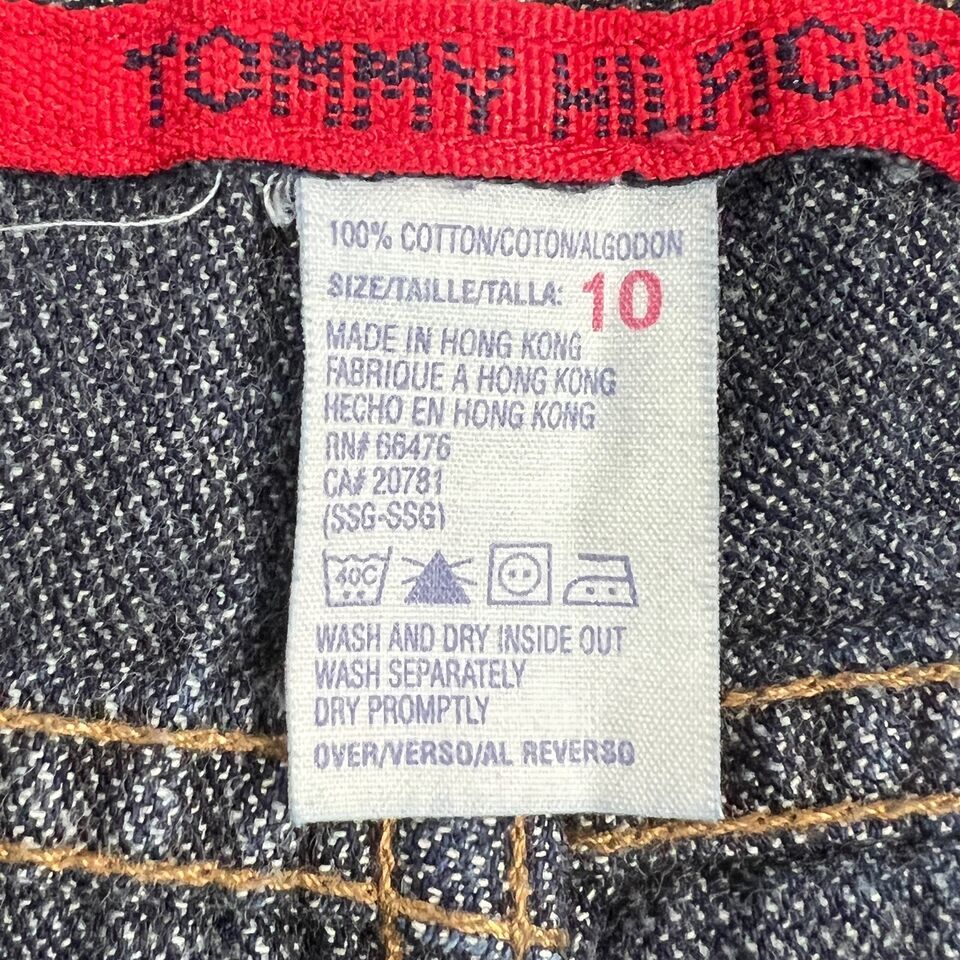 TOMMY HILFIGER
100% COTTON/COTON/ALGODON
SIZE/TAILLE/TALLA: 10
MADE IN HONG KONG
FABRIQUE A HONG KONG
HECHO EN HONG KONG
RN# 66476
CA# 20781
(SSG-SSG)
40C
WASH AND DRY INSIDE OUT
WASH SEPARATELY
DRY PROMPTLY
OVER/VERSO/AL REVERSO